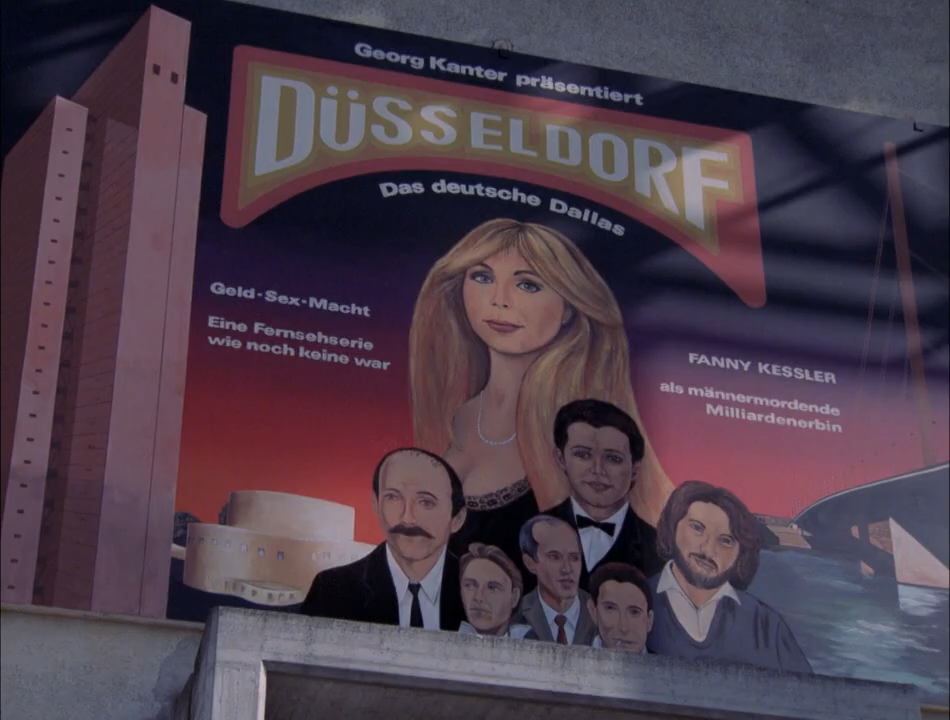 Georg Kanter präsentiert
DÜSSELDORF
Das deutsche Dallas
Geld-Sex-Macht
Eine Fernsehserie
wie noch keine war
FANNY KESSLER
als männermordende
Milliardenerbin